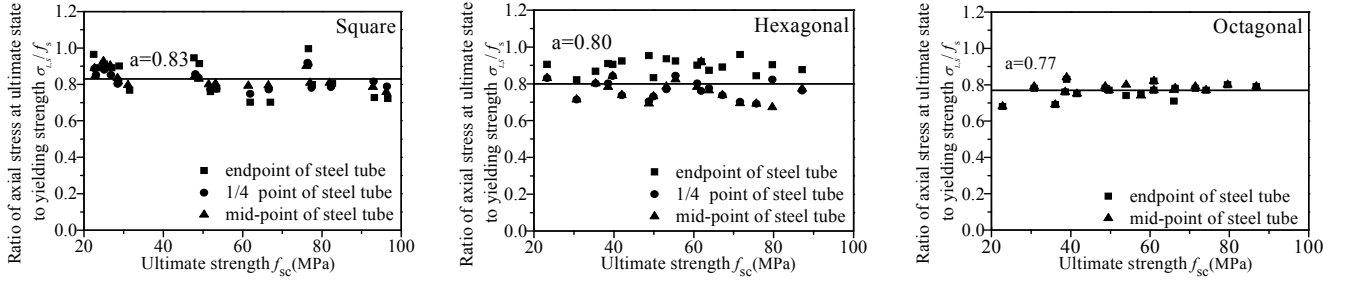 Ratio of axial stress at ultimate state
to yielding strength σL,s/fs
1.2
1.0
0.8
0.6
0.4
0.2
0.0
Square
a=0.83
endpoint of steel tube
1/4 point of steel tube
mid-point of steel tube
20 40 60 80 100
Ultimate strength fsc(MPa)
Ratio of axial stress at ultimate state
to yielding strength σL,s/fs
1.2
1.0
0.8
0.6
0.4
0.2
0.0
Hexagonal
a=0.80
endpoint of steel tube
1/4 point of steel tube
mid-point of steel tube
20 40 60 80 100
Ultimate strength fsc(MPa)
Ratio of axial stress at ultimate state
to yielding strength σL,s/fs
1.2
1.0
0.8
0.6
0.4
0.2
0.0
Octagonal
a=0.77
endpoint of steel tube
mid-point of steel tube
20 40 60 80 100
Ultimate strength fsc(MPa)